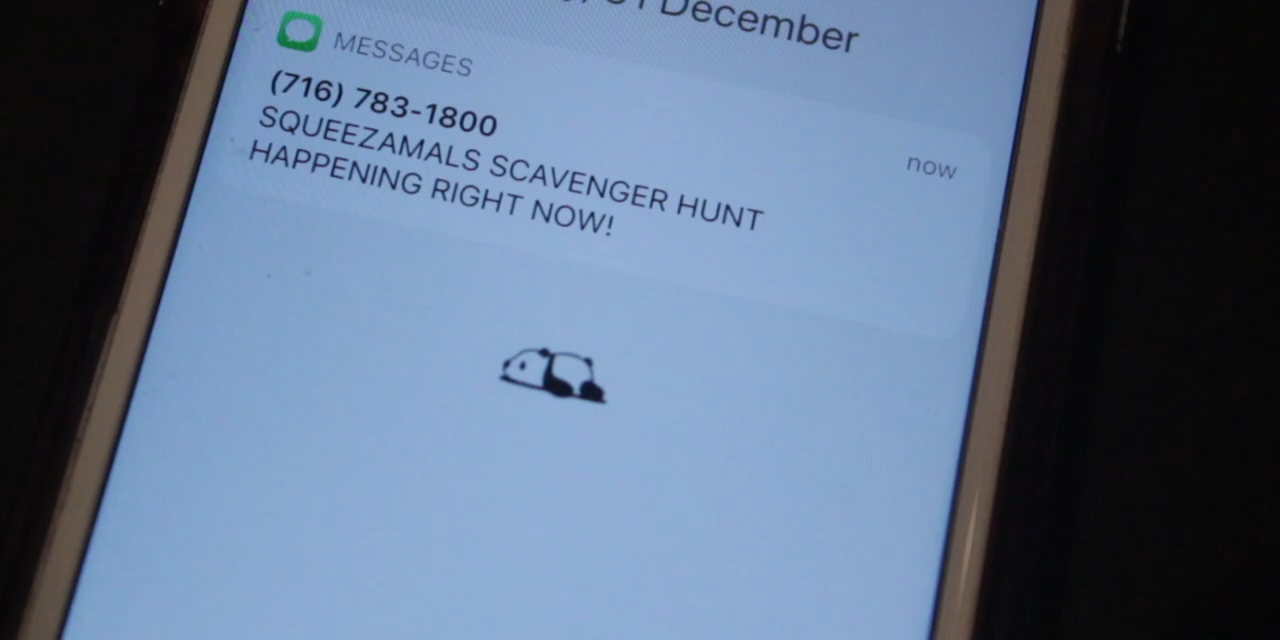 December
MESSAGES
(716) 783-1800
now
SQUEEZAMALS SCAVENGER HUNT
HAPPENING RIGHT NOW!